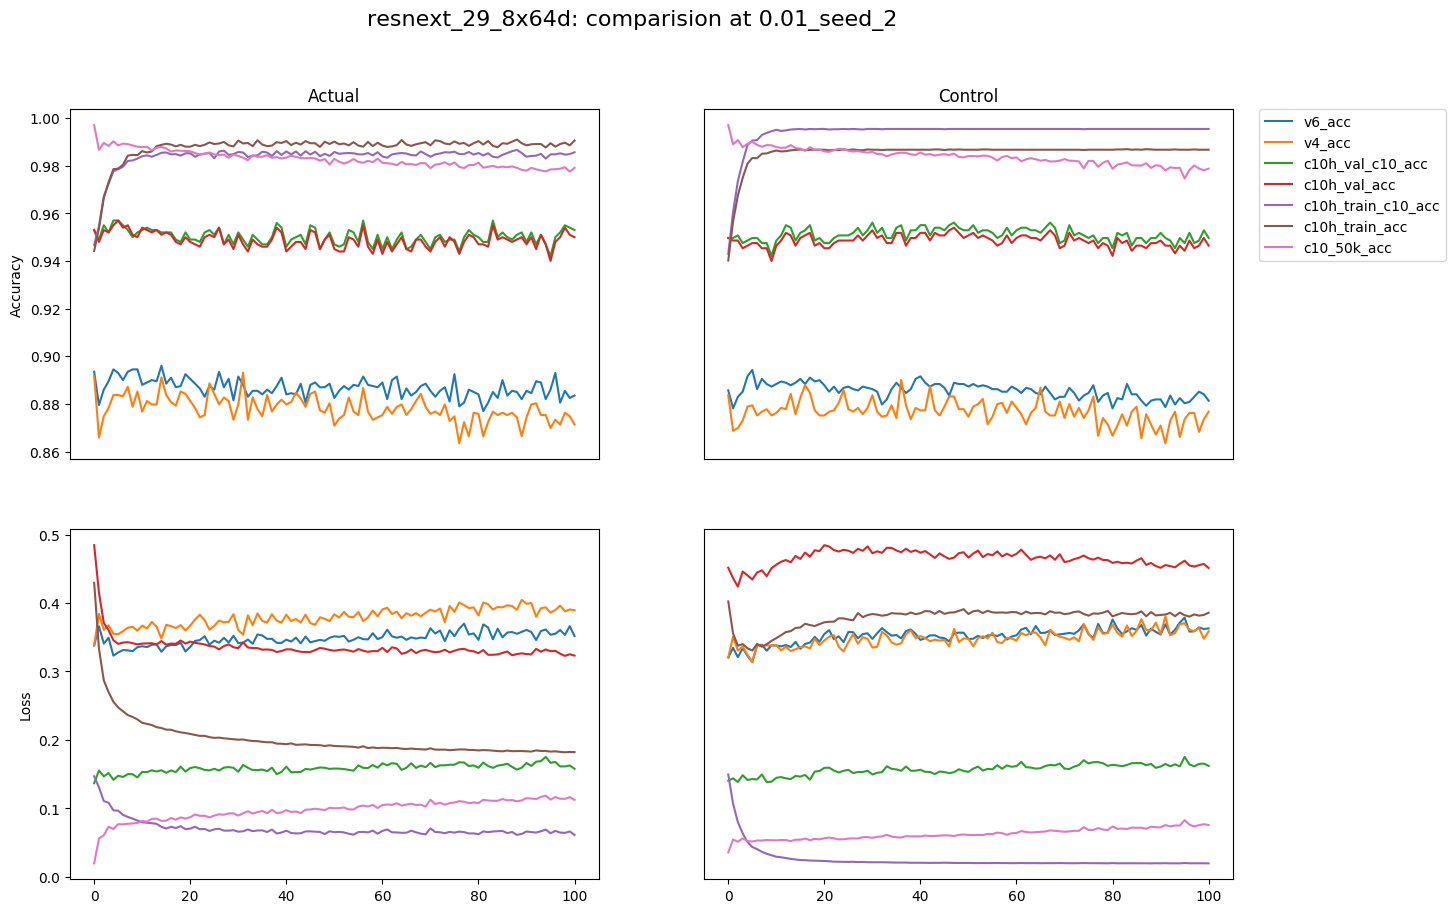 resnext_29_8x64d: comparision at 0.01_seed_2
Actual
Control
1.00
0.98
0.96
0.94
0.92
0.90
0.88
0.86
Accuracy
v6_acc
v4_acc
c10h_val_c10_acc
c10h_val_acc
c10h_train_c10_acc
c10h_train_acc
c10_50k_acc
0.5
0.4
0.3
0.2
0.1
0.0
Loss
0 20 40 60 80 100
0 20 40 60 80 100